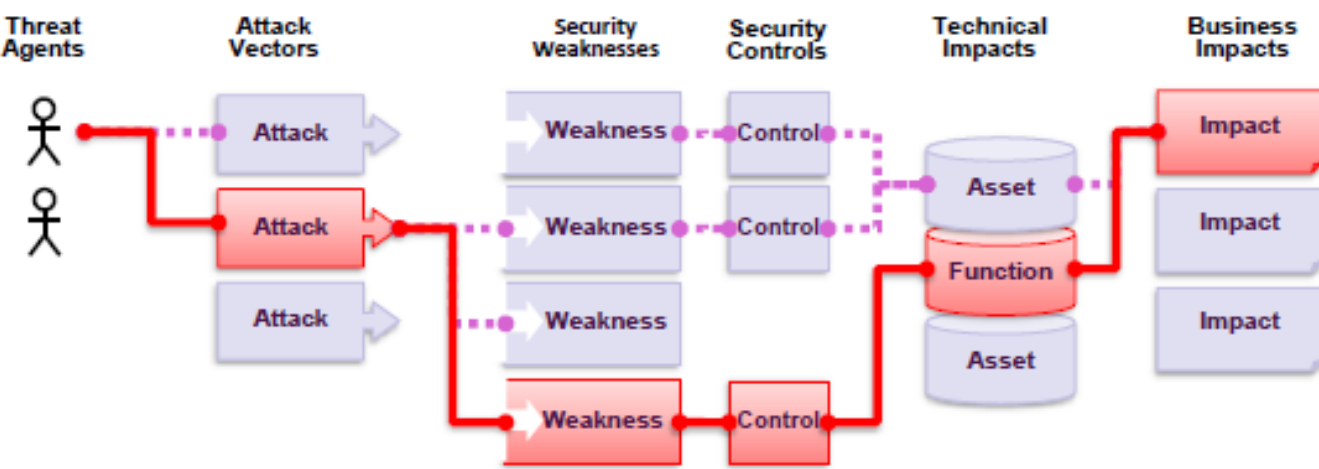 Threat
Agents
Attack
Vectors
Security
Weaknesses
Security
Controls
Technical
Impacts
Business
Impacts
Attack
Weakness
Control
Impact
Asset
Attack
Weakness
Control
Impact
Function
Attack
Weakness
Impact
Asset
Weakness
Control